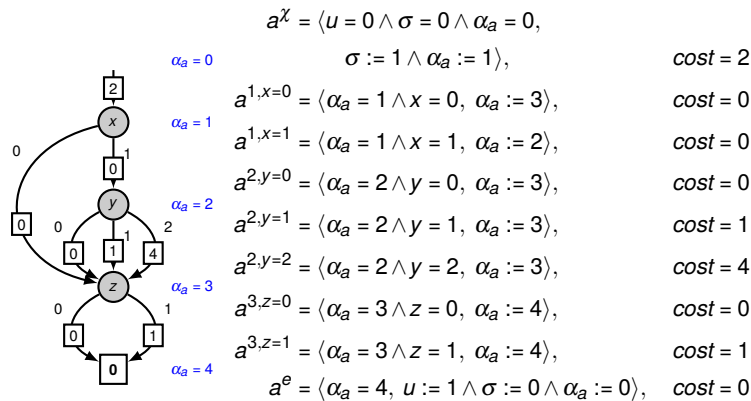 a^χ = ⟨u = 0 ∧ σ = 0 ∧ α_a = 0,
α_a = 0
σ := 1 ∧ α_a := 1⟩, cost = 2
2
x
α_a = 1
a^{1,x=0} = ⟨α_a = 1 ∧ x = 0, α_a := 3⟩, cost = 0
0
1
0
a^{1,x=1} = ⟨α_a = 1 ∧ x = 1, α_a := 2⟩, cost = 0
y
α_a = 2
a^{2,y=0} = ⟨α_a = 2 ∧ y = 0, α_a := 3⟩, cost = 0
0
0
1
2
0
1
4
a^{2,y=1} = ⟨α_a = 2 ∧ y = 1, α_a := 3⟩, cost = 1
a^{2,y=2} = ⟨α_a = 2 ∧ y = 2, α_a := 3⟩, cost = 4
z
α_a = 3
a^{3,z=0} = ⟨α_a = 3 ∧ z = 0, α_a := 4⟩, cost = 0
0
1
0
1
a^{3,z=1} = ⟨α_a = 3 ∧ z = 1, α_a := 4⟩, cost = 1
0
α_a = 4
a^e = ⟨α_a = 4, u := 1 ∧ σ := 0 ∧ α_a := 0⟩, cost = 0